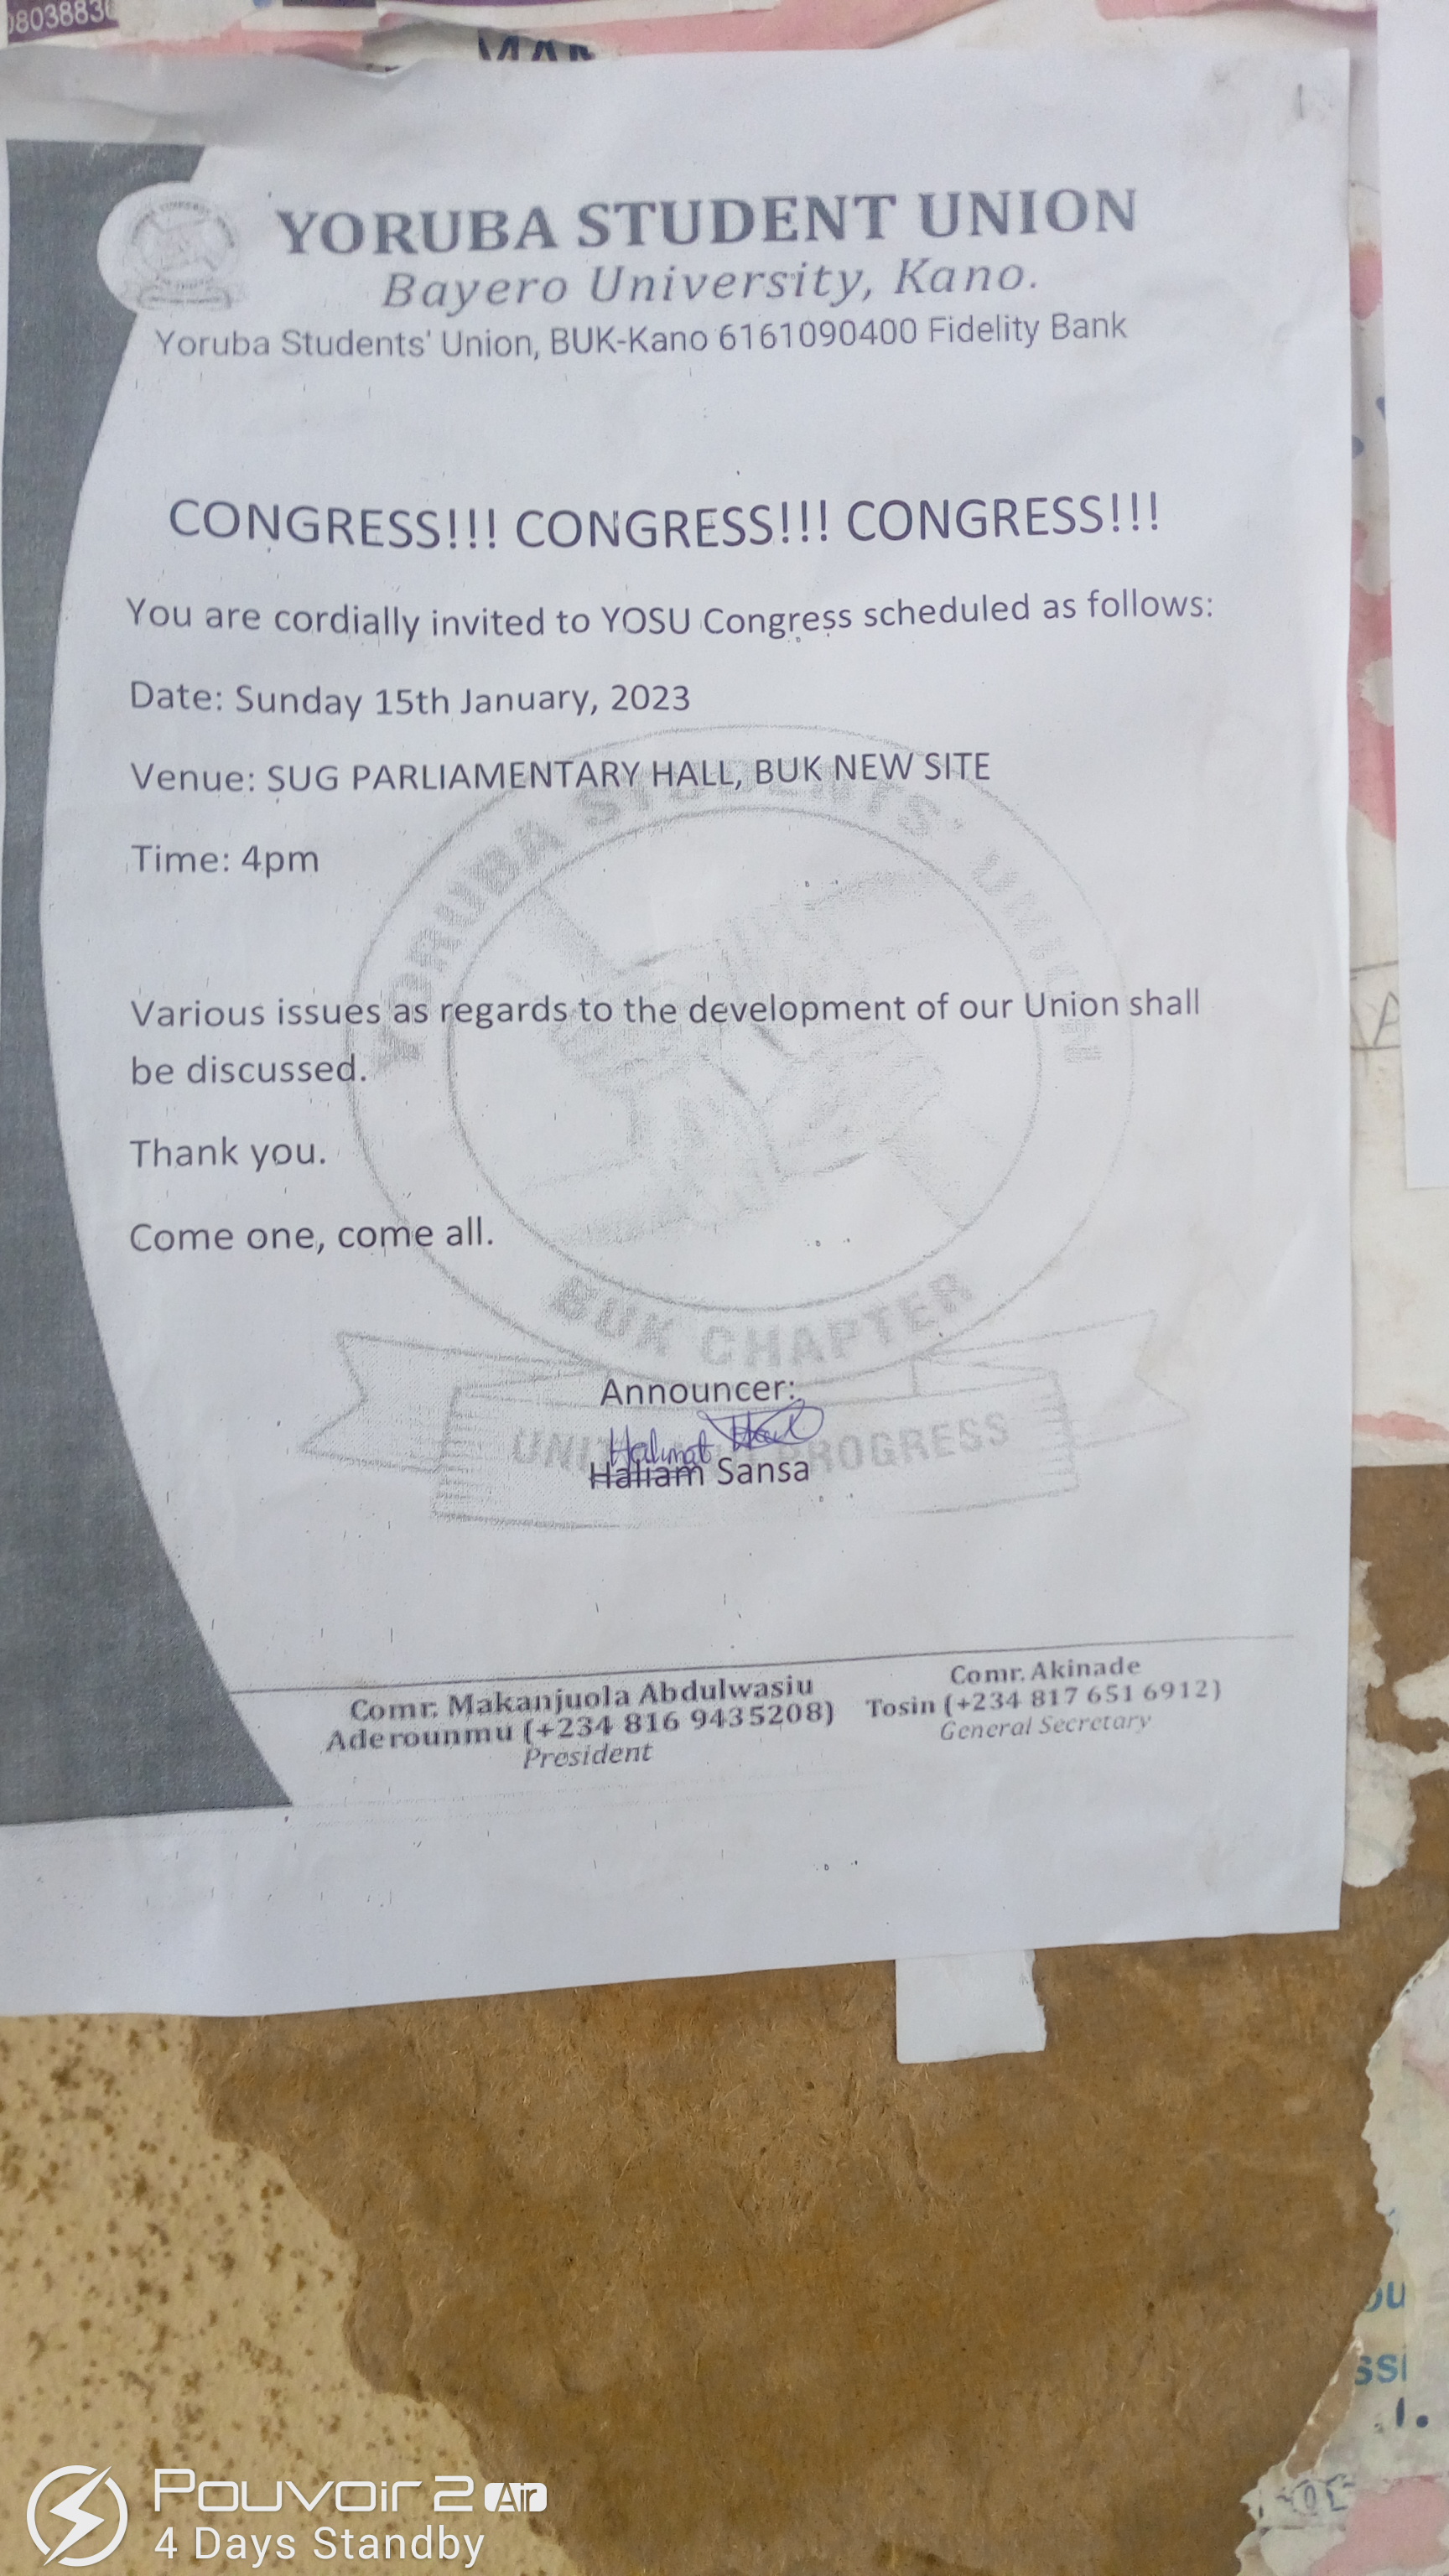 0803883
YORUBA STUDENT UNION
Bayero University, Kano.
Yoruba Students' Union, BUK-Kano 6161090400 Fidelity Bank
CONGRESS!!! CONGRESS!!! CONGRESS!!!
You are cordially invited to YOSU Congress scheduled as follows:
Date: Sunday 15th January, 2023
Venue: SUG PARLIAMENTARY HALL, BUK NEW SITE
Time: 4pm
YORUBA STUDENTS' UNION
Various issues as regards to the development of our Union shall
be discussed.
Thank you.
Come one, come all.
BUK CHAPTER
Announcer:
Halimat
UNI PROGRESS
Haliam Sansa
Comr. Makanjuola Abdulwasiu
Aderounmu (+234 816 9435208)
President
Comr. Akinade
Tosin (+234 817 651 6912)
General Secretary
Pouvoir 2 Air
4 Days Standby